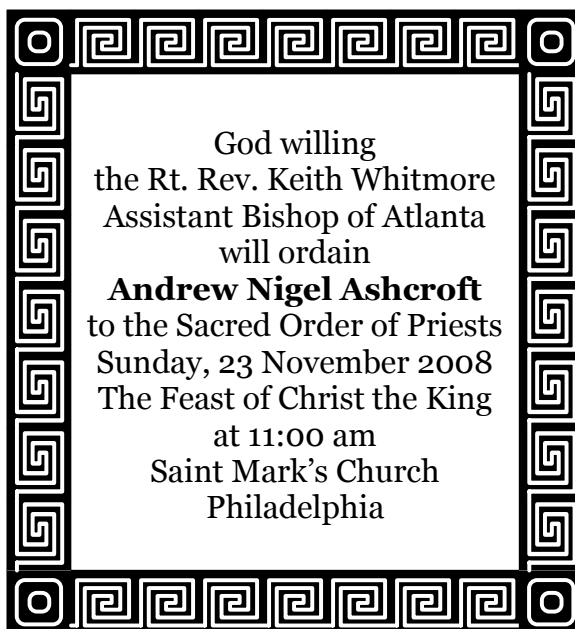 God willing
the Rt. Rev. Keith Whitmore
Assistant Bishop of Atlanta
will ordain
Andrew Nigel Ashcroft
to the Sacred Order of Priests
Sunday, 23 November 2008
The Feast of Christ the King
at 11:00 am
Saint Mark’s Church
Philadelphia